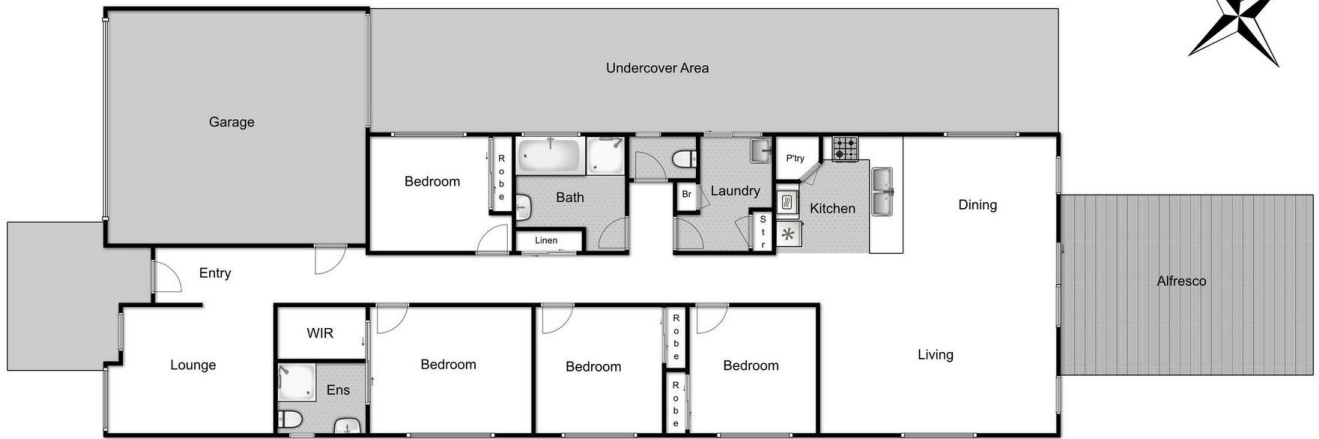 Undercover Area
Garage
P'try
Robe
Bedroom
Br
Laundry
Bath
Kitchen
Dining
Str
Linen
Entry
Alfresco
WIR
Robe
Lounge
Bedroom
Bedroom
Bedroom
Living
Ens
Robe